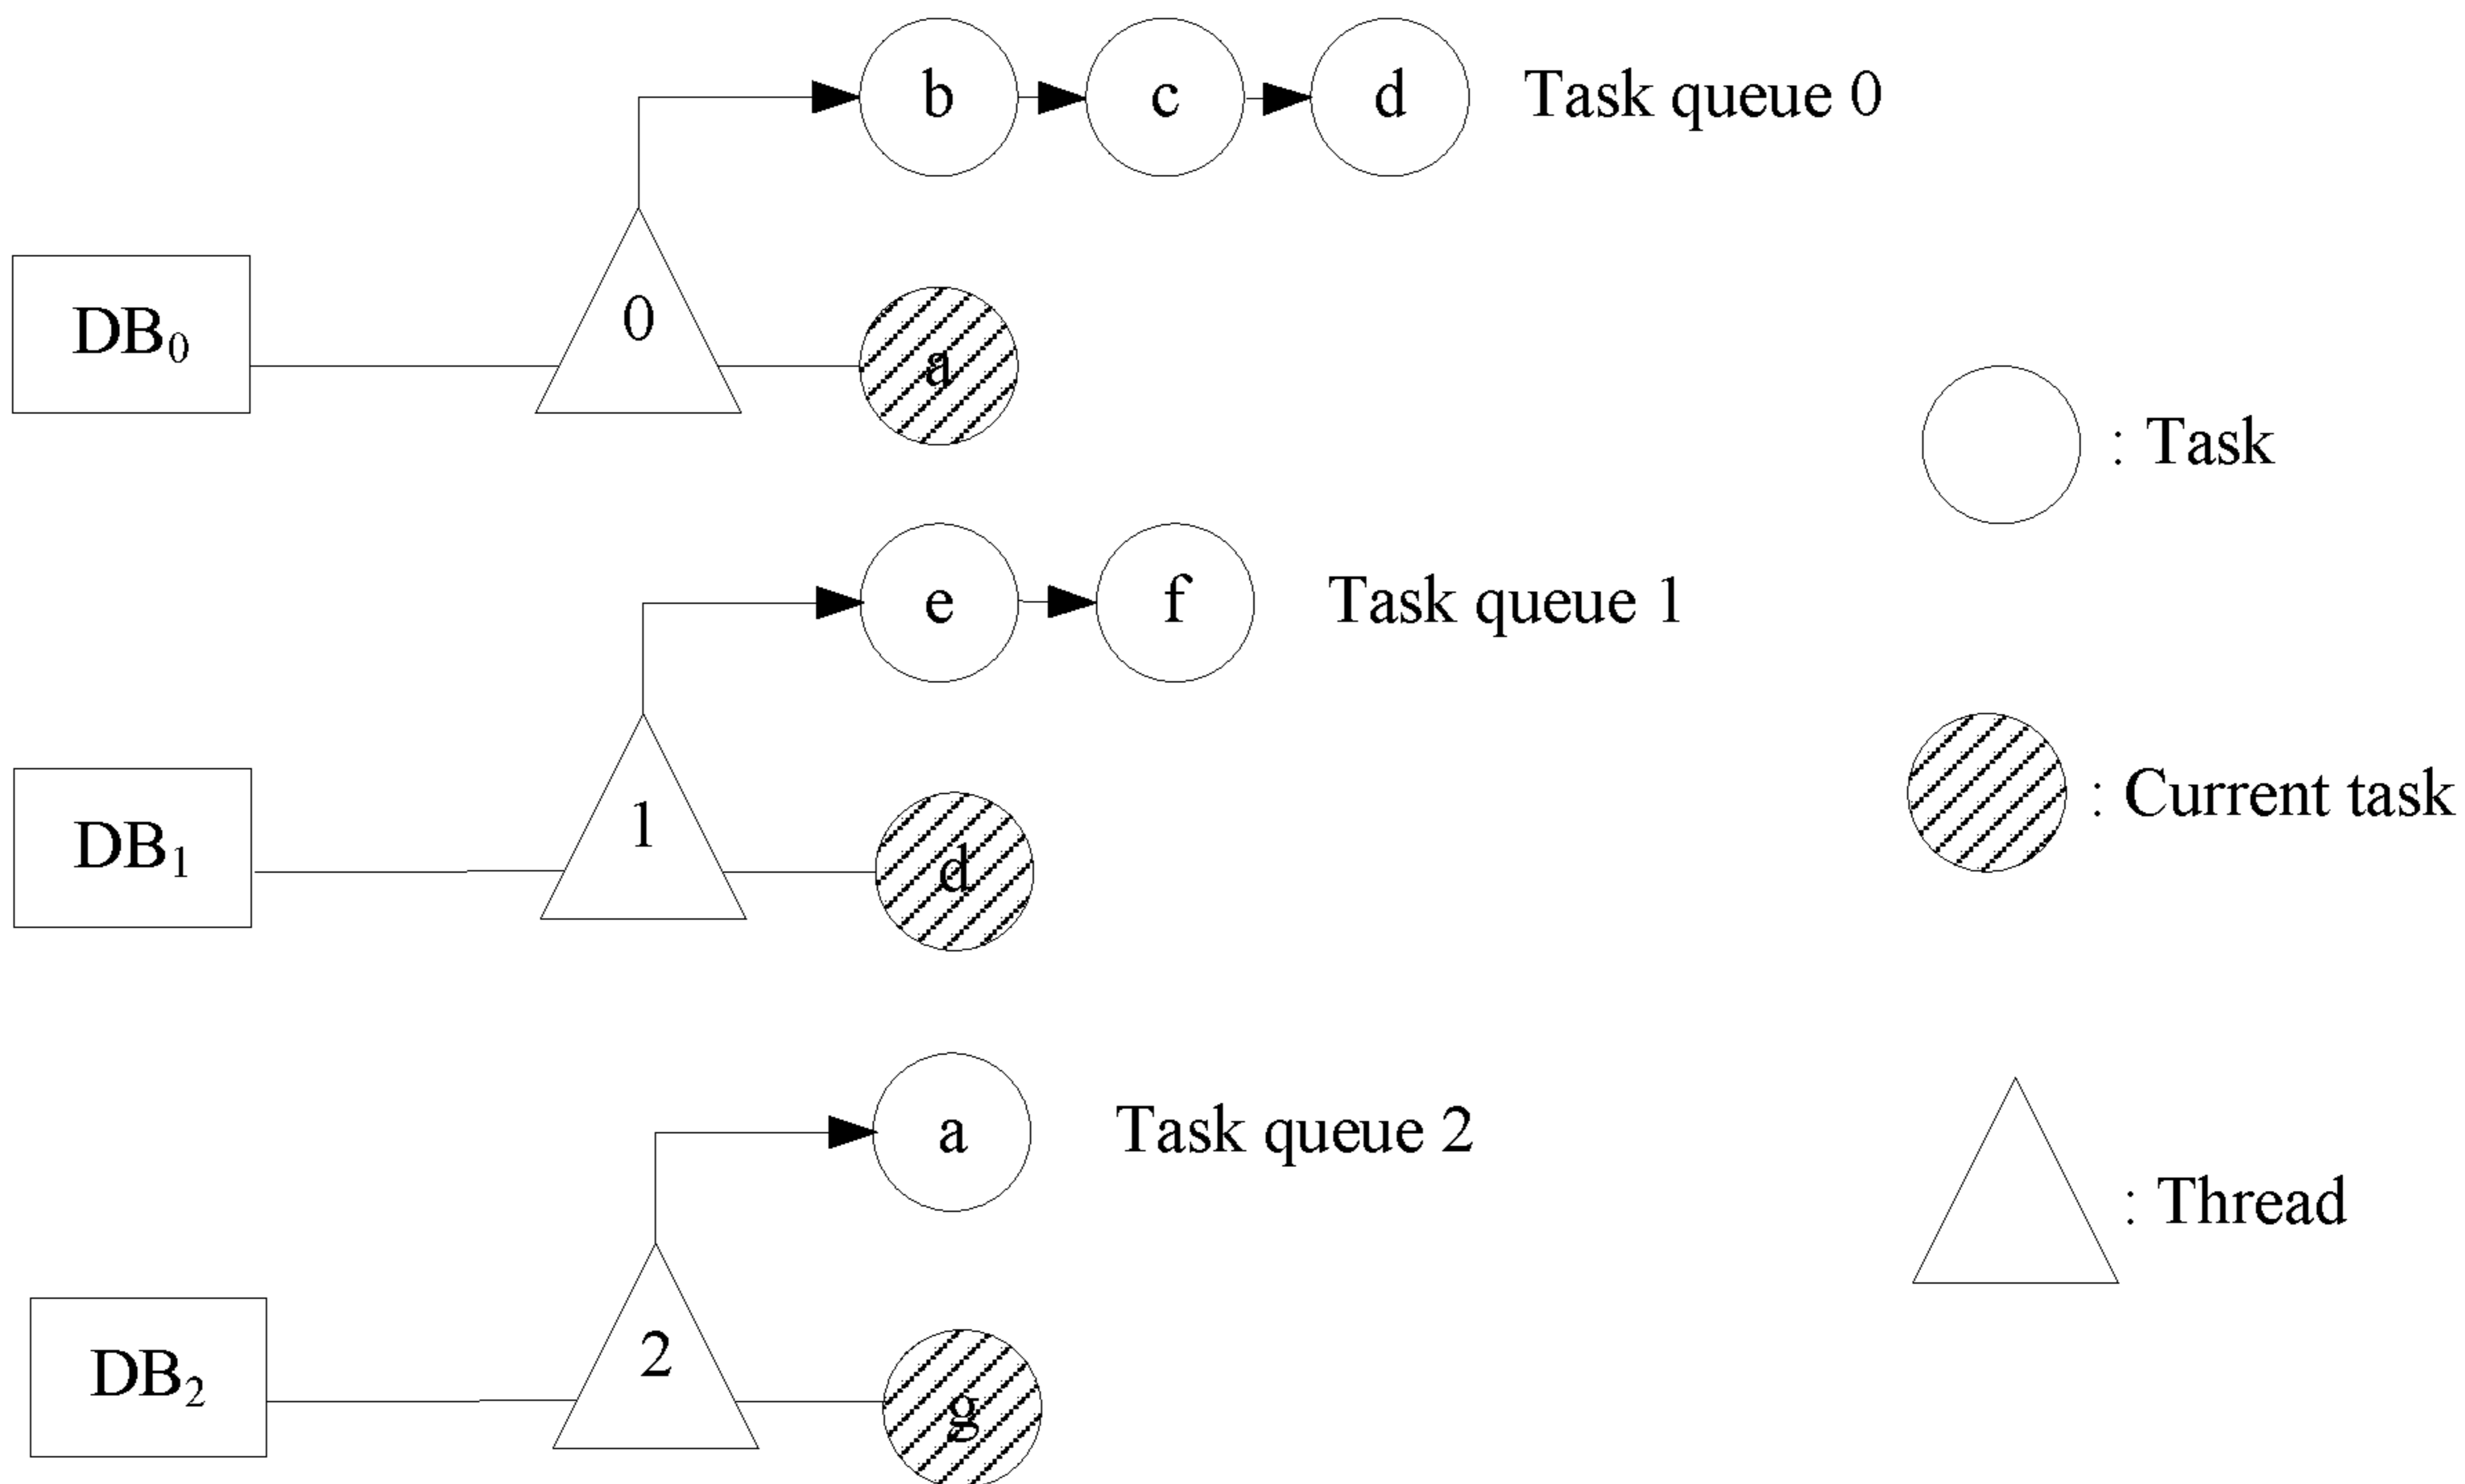 b c d Task queue 0
DB0 0 a
: Task
e f Task queue 1
: Current task
DB1 1 d
a Task queue 2
: Thread
DB2 2 g